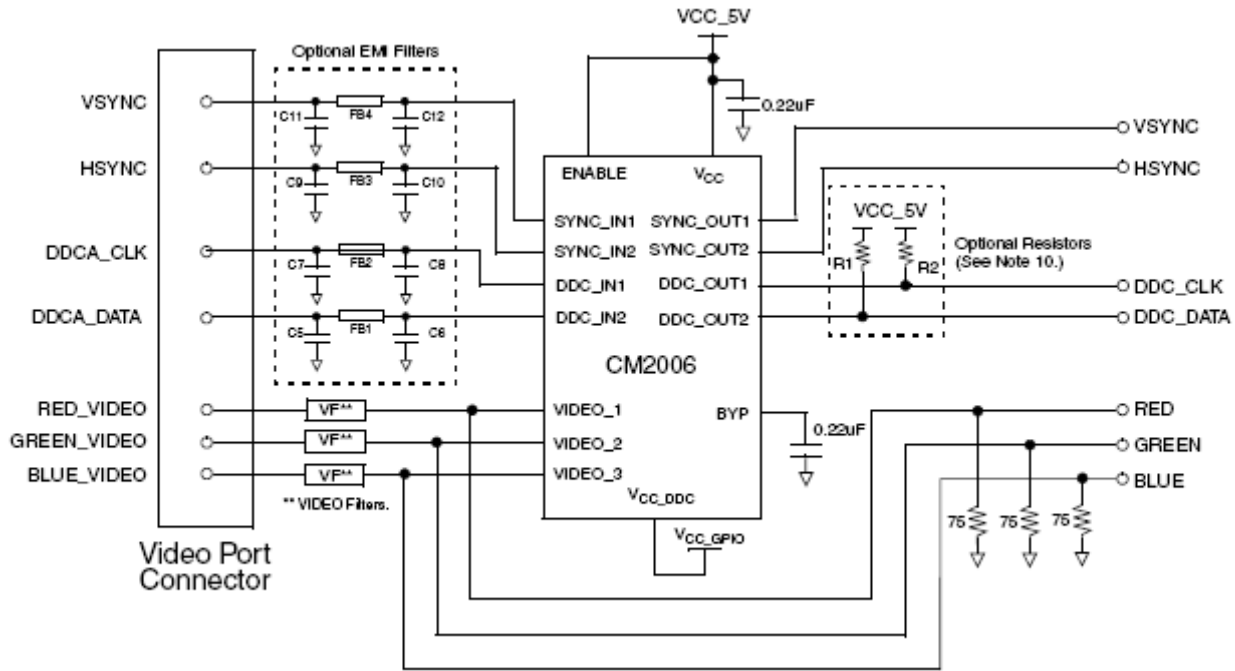 VCC_5V
Optional EMI Filters
VSYNC
C11
FB4
C12
0.22uF
VSYNC
HSYNC
C9
FB3
C10
ENABLE
VCC
HSYNC
SYNC_IN1
SYNC_OUT1
VCC_5V
SYNC_IN2
SYNC_OUT2
R1
R2
Optional Resistors
(See Note 10.)
DDCA_CLK
C7
FB2
C8
DDC_IN1
DDC_OUT1
DDC_CLK
DDCA_DATA
C5
FB1
C6
DDC_IN2
DDC_OUT2
DDC_DATA
CM2006
RED_VIDEO
VF**
VIDEO_1
BYP
RED
GREEN_VIDEO
VF**
VIDEO_2
0.22uF
GREEN
BLUE_VIDEO
VF**
VIDEO_3
BLUE
** VIDEO Filters.
VCC_DDC
75
75
75
VCC_GPIO
Video Port
Connector